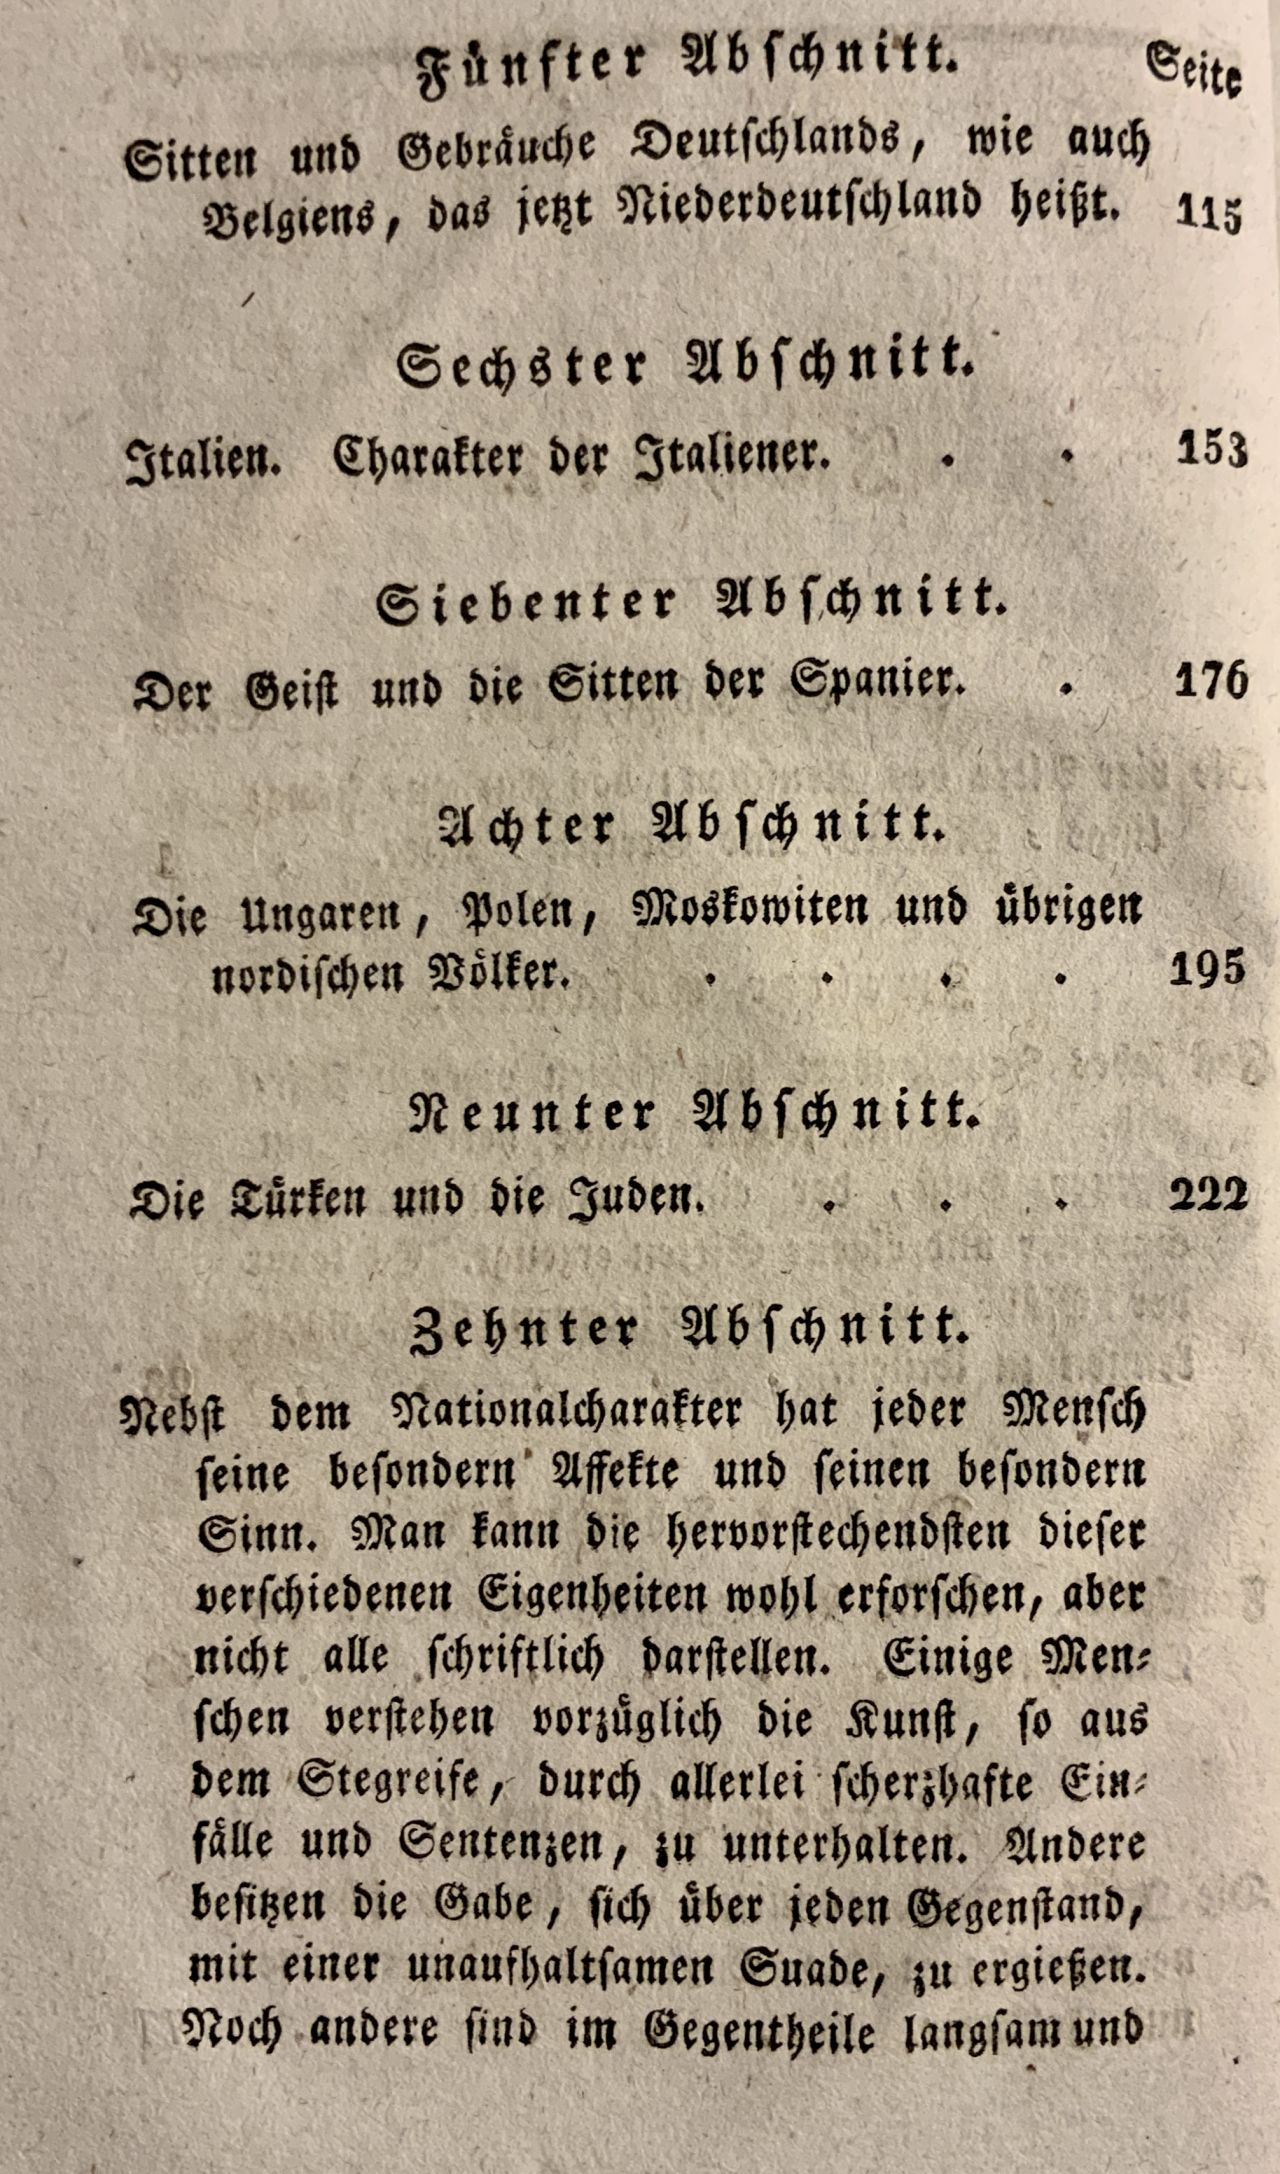 Fünfter Abschnitt. Seite
Sitten und Gebräuche Deutschlands, wie auch
Belgiens, das jetzt Niederdeutschland heißt. 115
Sechster Abschnitt.
Italien. Charakter der Italiener. . . 153
Siebenter Abschnitt.
Der Geist und die Sitten der Spanier. . 176
Achter Abschnitt.
Die Ungaren, Polen, Moskowiten und übrigen
nordischen Völker. . . . . 195
Neunter Abschnitt.
Die Türken und die Juden. . . . 222
Zehnter Abschnitt.
Nebst dem Nationalcharakter hat jeder Mensch
seine besondern Affekte und seinen besondern
Sinn. Man kann die hervorstechendsten dieser
verschiedenen Eigenheiten wohl erforschen, aber
nicht alle schriftlich darstellen. Einige Men-
schen verstehen vorzüglich die Kunst, so aus
dem Stegreife, durch allerlei scherzhafte Ein-
fälle und Sentenzen, zu unterhalten. Andere
besitzen die Gabe, sich über jeden Gegenstand,
mit einer unaufhaltsamen Suade, zu ergießen.
Noch andere sind im Gegentheile langsam und